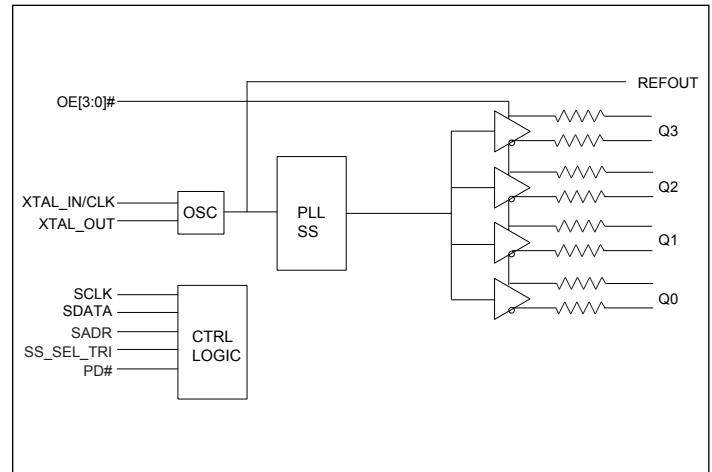 REFOUT
OE[3:0]#
Q3
Q2
XTAL_IN/CLK
XTAL_OUT
OSC
PLL
SS
Q1
SCLK
SDATA
SADR
SS_SEL_TRI
PD#
CTRL
LOGIC
Q0